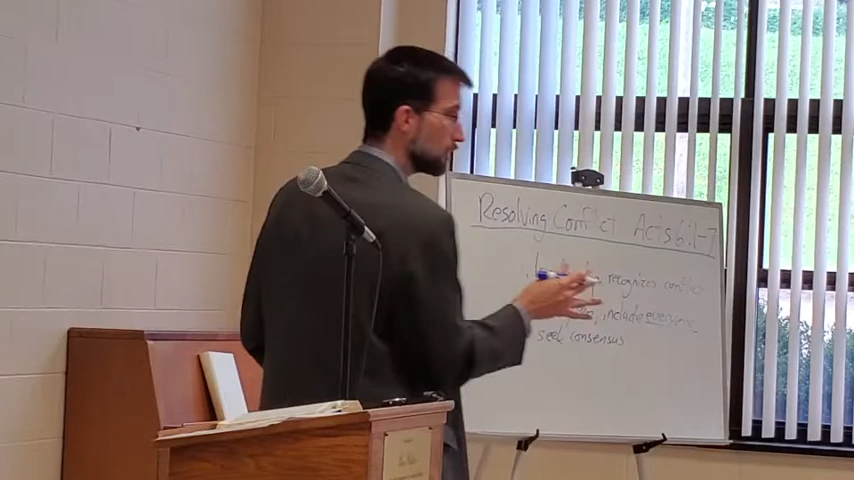 Resolving Conflict Acts 6:1-7
recognizes conflict
include everyone
seek consensus